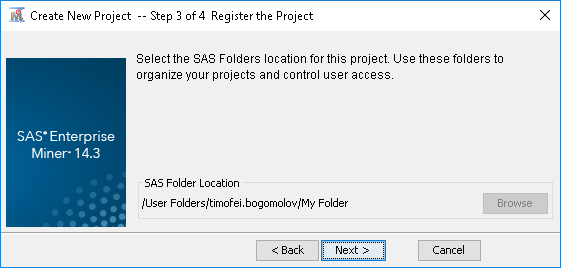 Create New Project -- Step 3 of 4 Register the Project
Select the SAS Folders location for this project. Use these folders to
organize your projects and control user access.
SAS® Enterprise
Miner™ 14.3
SAS Folder Location
/User Folders/timofei.bogomolov/My Folder
Browse
< Back
Next >
Cancel